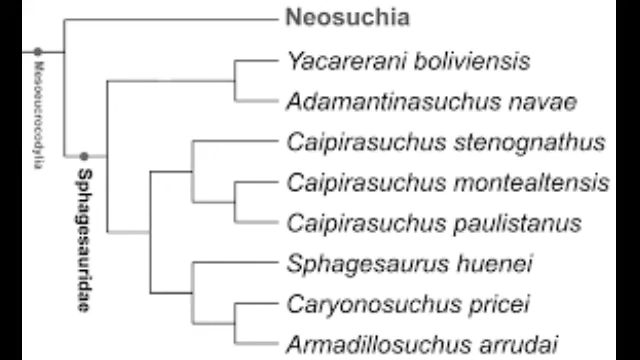 Neosuchia
Yacarerani boliviensis
Adamantinasuchus navae
Caipirasuchus stenognathus
Caipirasuchus montealtensis
Caipirasuchus paulistanus
Sphagesaurus huenei
Caryonosuchus pricei
Armadillosuchus arrudai
Mesoeucrocodylia
Sphagesauridae